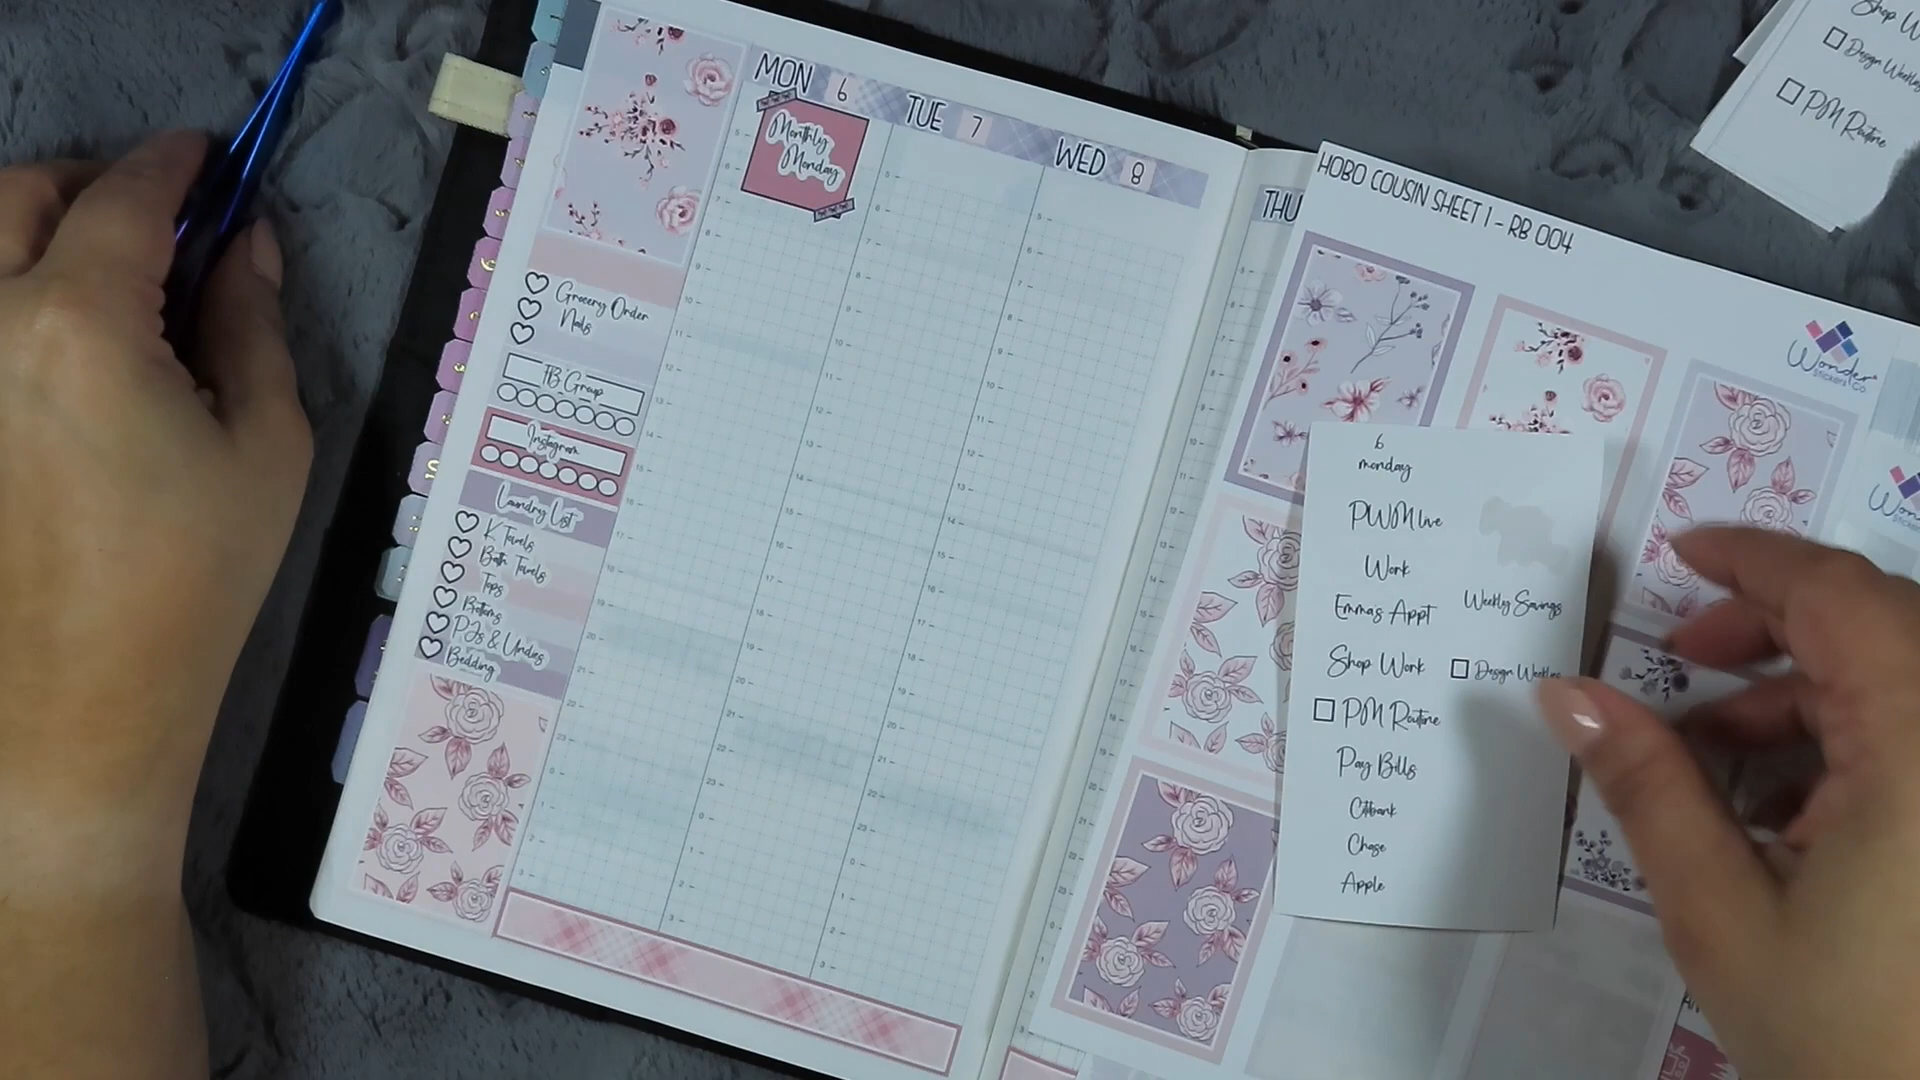 MON 6
TUE 7
WED 8
THU
Monthly
Monday
Grocery Order
Nails
FB Group
Instagram
Laundry List
K Towels
Bath Towels
Tops
Bottoms
PJs & Undies
Bedding
HOBO COUSIN SHEET 1 - RB 004
Wonder
Stickers Co
6
monday
PWM live
Work
Emmas Appt
Weekly Savings
Shop Work
Design Weeklies
PM Routine
Pay Bills
Citibank
Chase
Apple
Shop W
Design Weekly
PM Routine